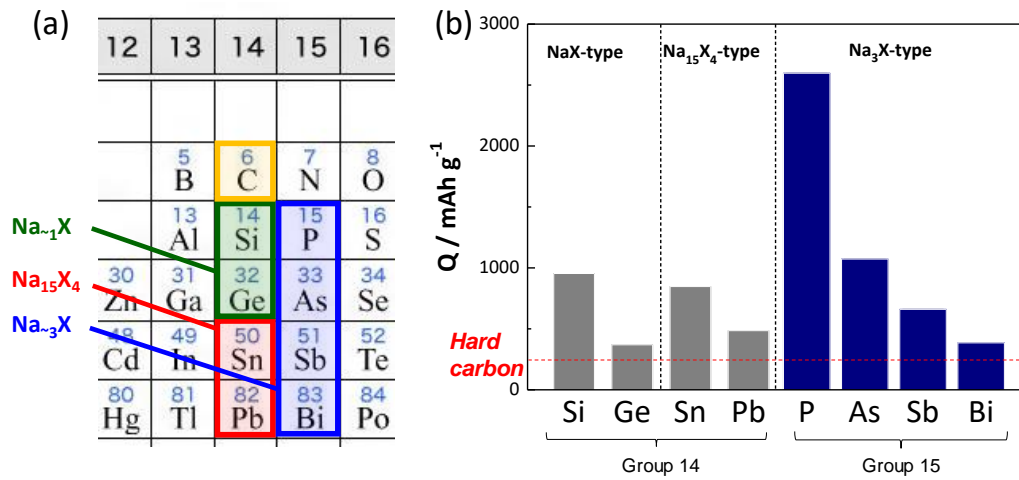 (a)
12 13 14 15 16
5 6 7 8
B C N O
13 14 15 16
Al Si P S
30 31 32 33 34
Zn Ga Ge As Se
48 49 50 51 52
Cd In Sn Sb Te
80 81 82 83 84
Hg Tl Pb Bi Po
Na~1X
Na15X4
Na~3X
(b)
Q / mAh g-1
3000
2000
1000
0
NaX-type
Na15X4-type
Na3X-type
Hard
carbon
Si Ge Sn Pb P As Sb Bi
Group 14
Group 15